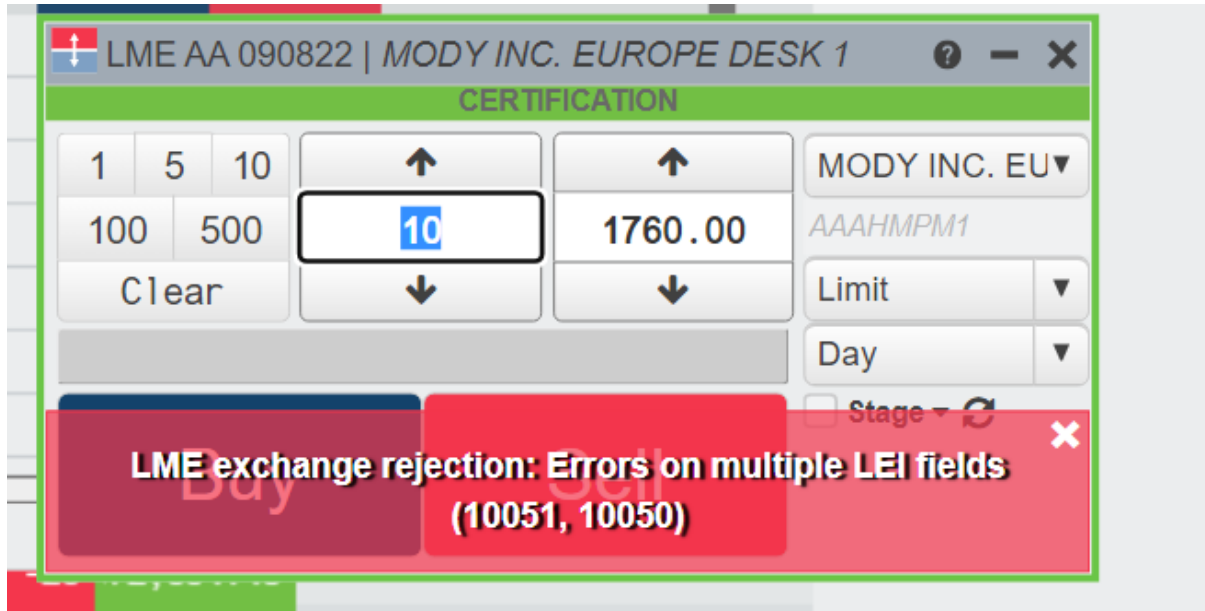 LME AA 090822 | MODY INC. EUROPE DESK 1
CERTIFICATION
1 5 10
100 500
Clear
10
1760.00
MODY INC. EU
AAAHMPM1
Limit
Day
Stage
Buy
Sell
LME exchange rejection: Errors on multiple LEI fields
(10051, 10050)